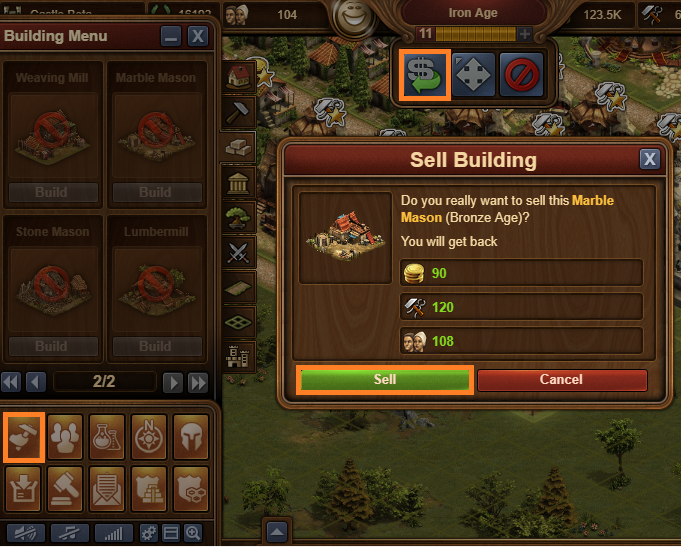 104
Iron Age
123.5K
11
Building Menu
X
Weaving Mill
Marble Mason
Build
Build
Stone Mason
Lumbermill
Build
Build
2/2
N
Sell Building
X
Do you really want to sell this Marble
Mason (Bronze Age)?
You will get back
90
120
108
Sell
Cancel